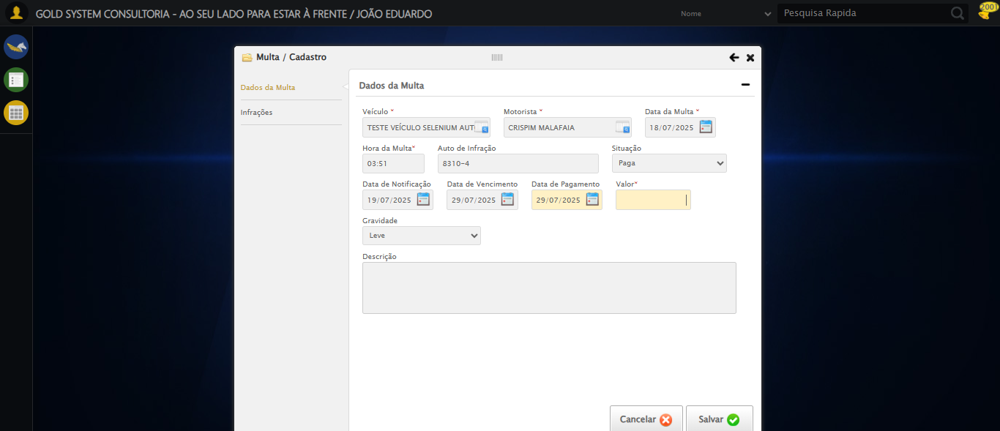 GOLD SYSTEM CONSULTORIA - AO SEU LADO PARA ESTAR À FRENTE / JOÃO EDUARDO
Nome
Pesquisa Rapida
2001
Multa / Cadastro
Dados da Multa
Infrações
Dados da Multa
Veículo * Motorista * Data da Multa *
TESTE VEÍCULO SELENIUM AUT CRISPIM MALAFAIA 18/07/2025
Hora da Multa* Auto de Infração Situação
03:51 8310-4 Paga
Data de Notificação Data de Vencimento Data de Pagamento Valor*
19/07/2025 29/07/2025 29/07/2025
Gravidade
Leve
Descrição
Cancelar Salvar